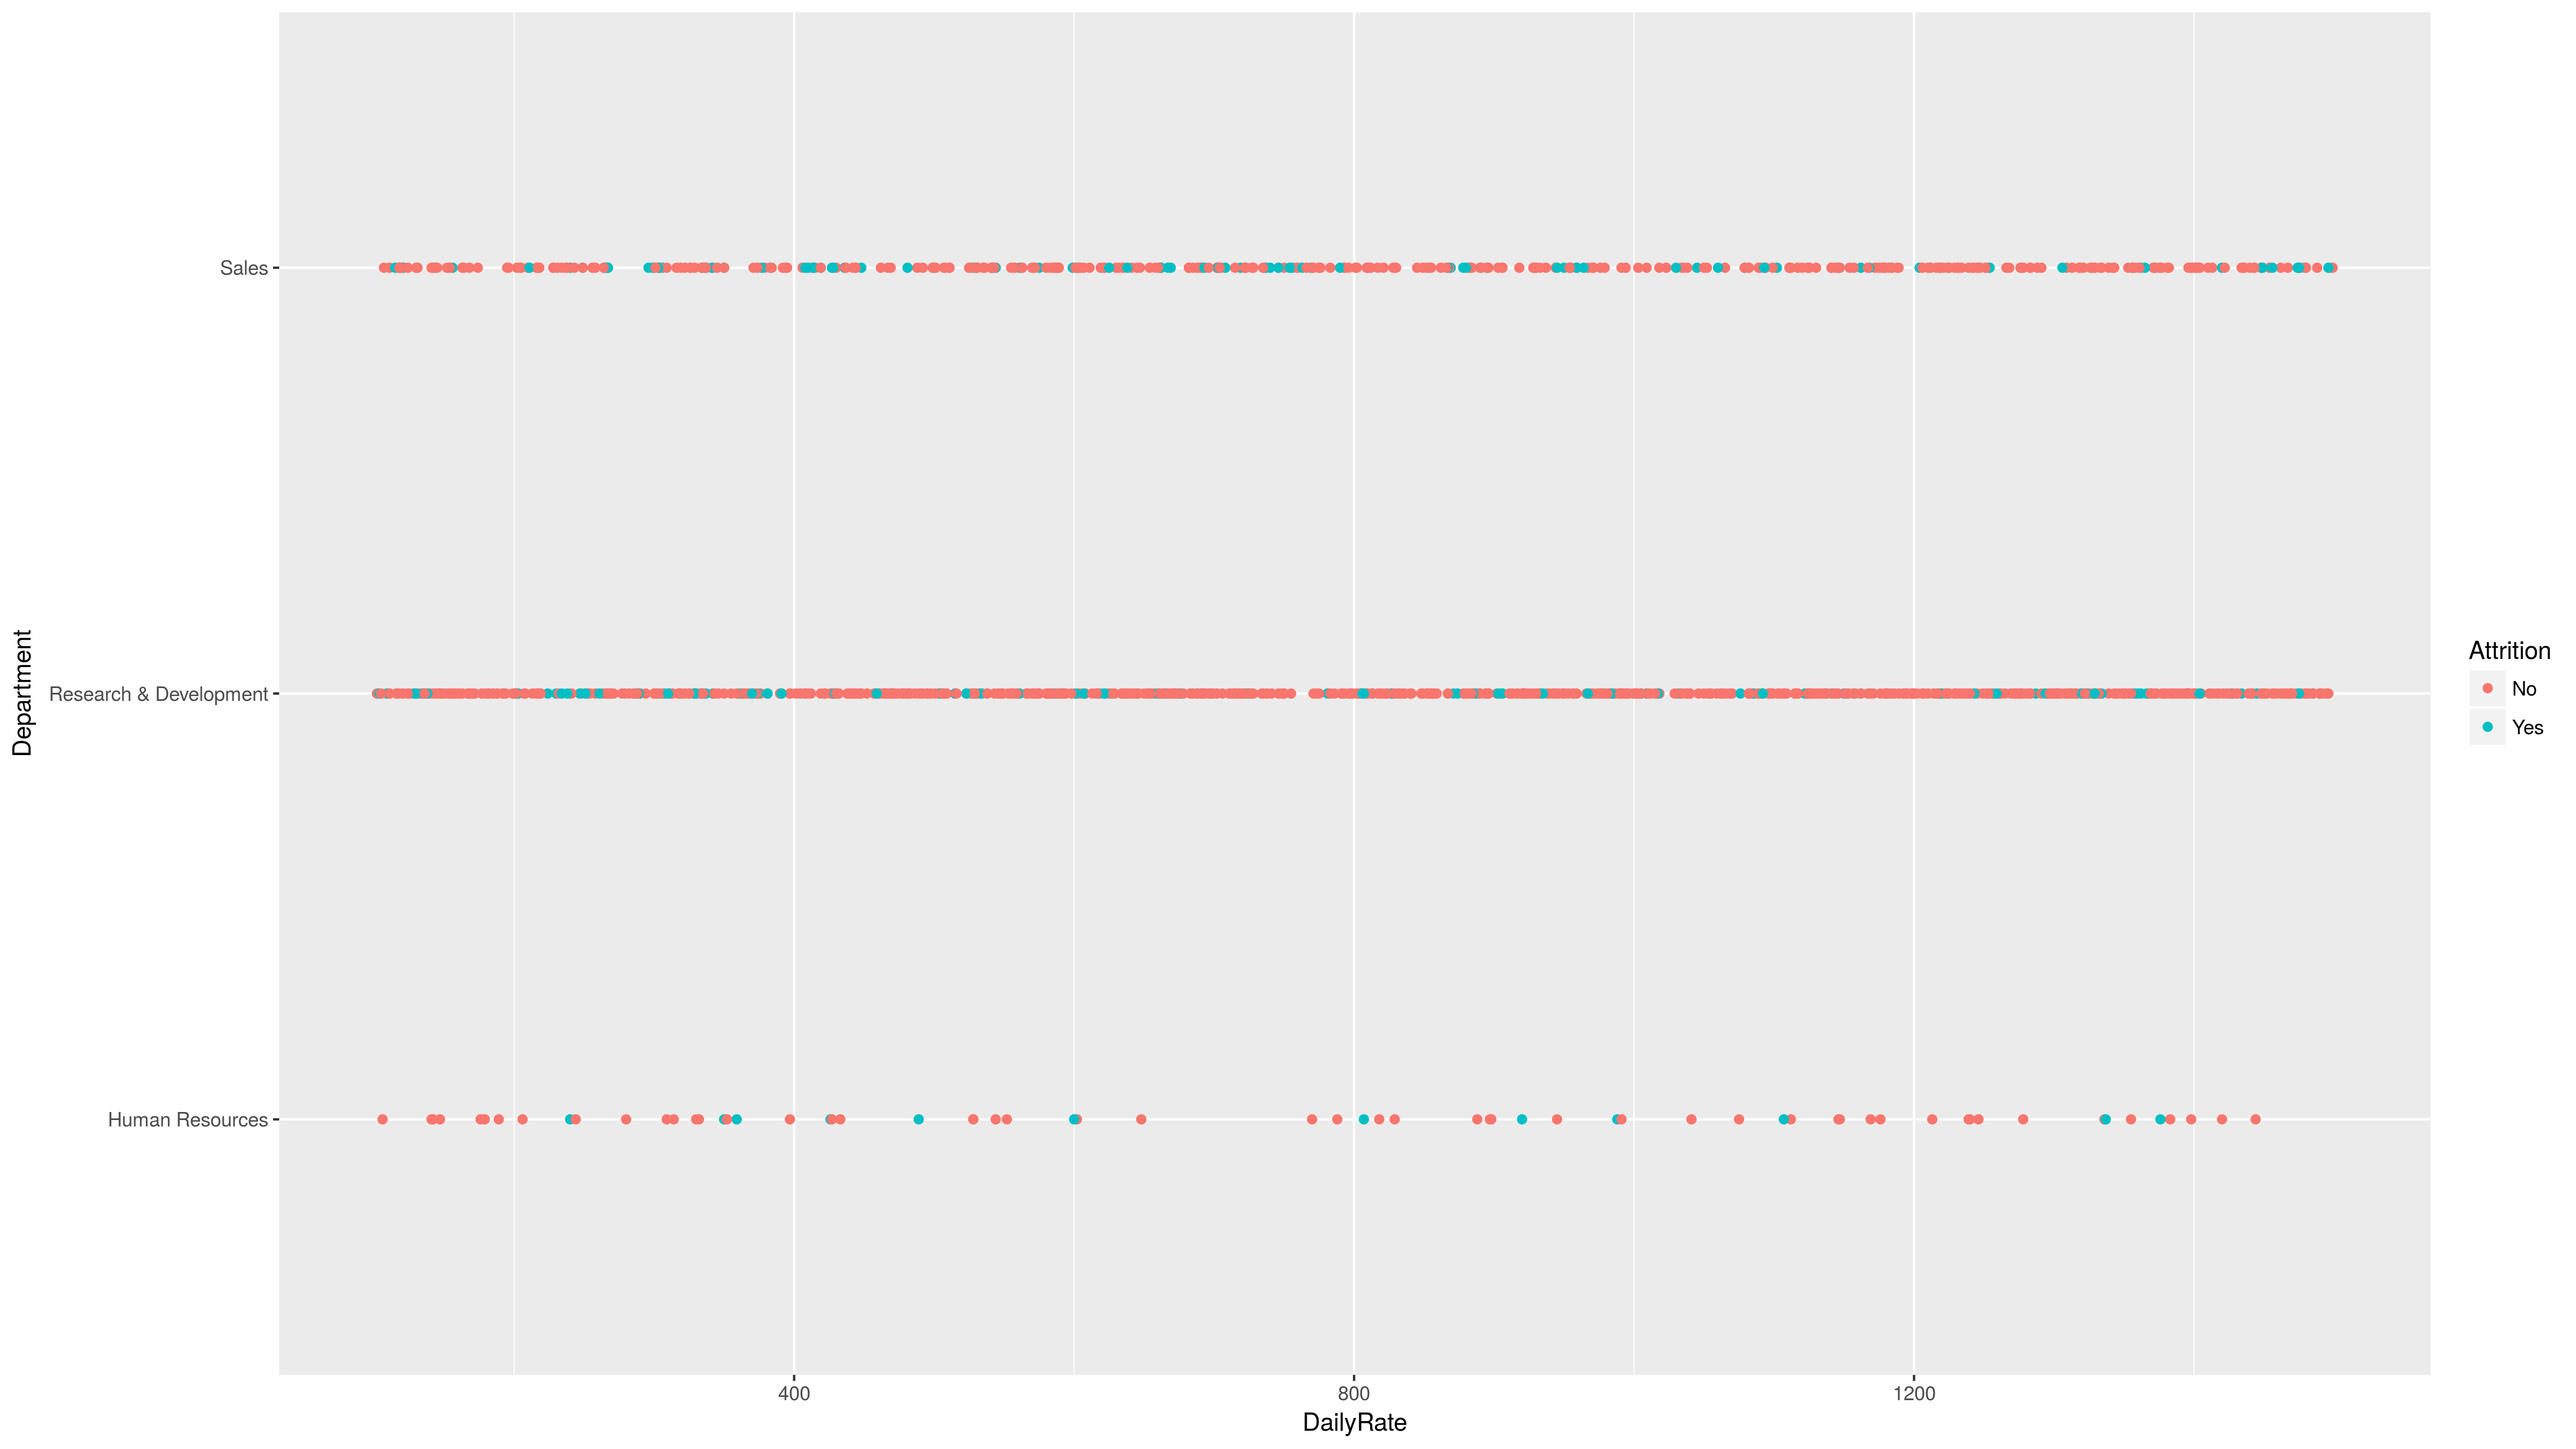 Sales
Research & Development
Human Resources
Department
400
800
1200
DailyRate
Attrition
No
Yes